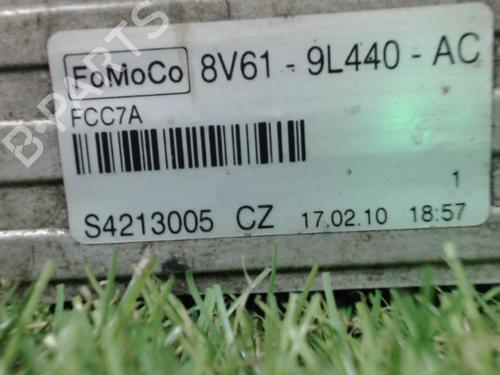 B-PARTS
FoMoCo 8V61 - 9L440 - AC
FCC7A
1
S4213005 CZ 17.02.10 18:57